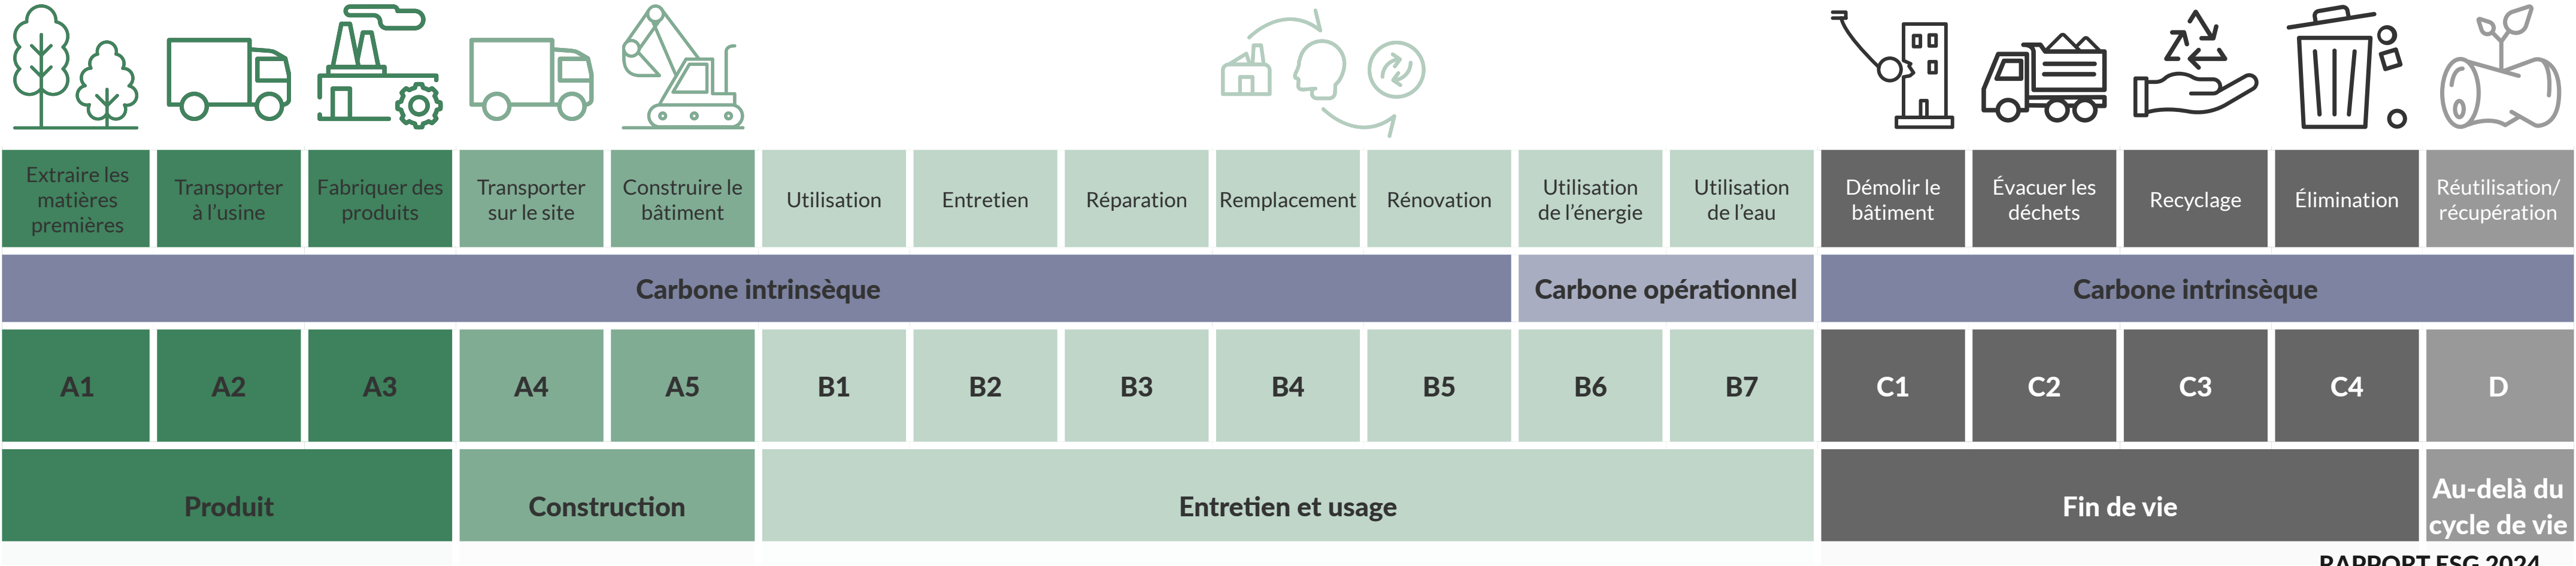 Extraire les
matières
premières
Transporter
à l’usine
Fabriquer des
produits
Transporter
sur le site
Construire le
bâtiment
Utilisation
Entretien
Réparation
Remplacement
Rénovation
Utilisation
de l’énergie
Utilisation
de l’eau
Démolir le
bâtiment
Évacuer les
déchets
Recyclage
Élimination
Réutilisation/
récupération
Carbone intrinsèque
Carbone opérationnel
Carbone intrinsèque
A1
A2
A3
A4
A5
B1
B2
B3
B4
B5
B6
B7
C1
C2
C3
C4
D
Produit
Construction
Entretien et usage
Fin de vie
Au-delà du
cycle de vie
RAPPORT ESG 2024